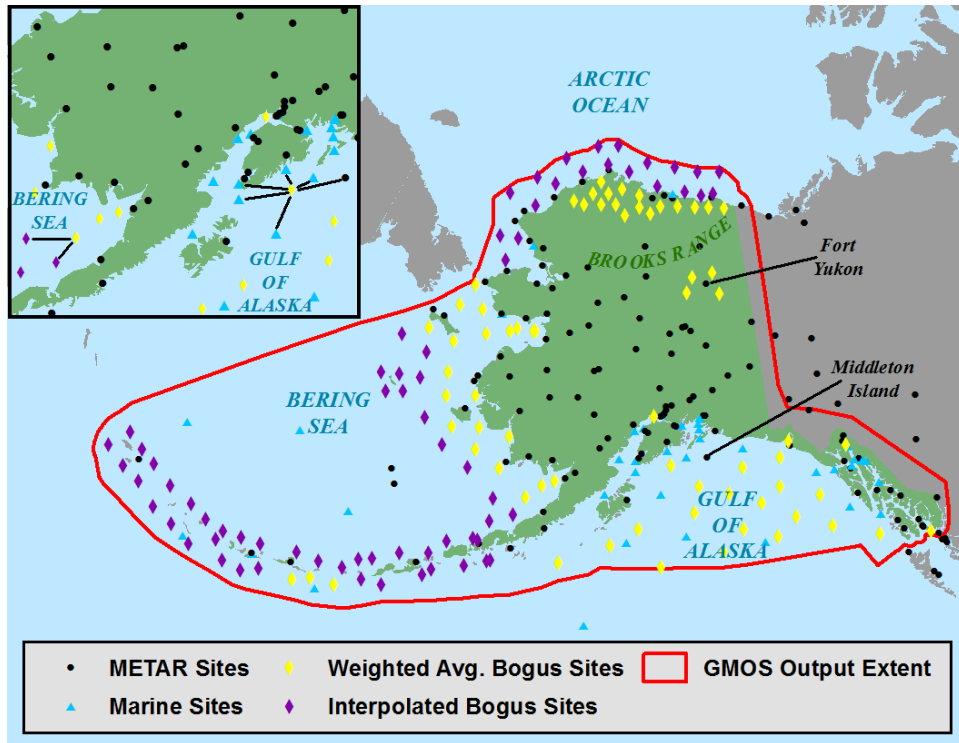 ARCTIC
OCEAN
BERING
SEA
GULF
OF
ALASKA
BROOKS RANGE
Fort
Yukon
Middleton
Island
BERING
SEA
GULF
OF
ALASKA
METAR Sites
Weighted Avg. Bogus Sites
GMOS Output Extent
Marine Sites
Interpolated Bogus Sites